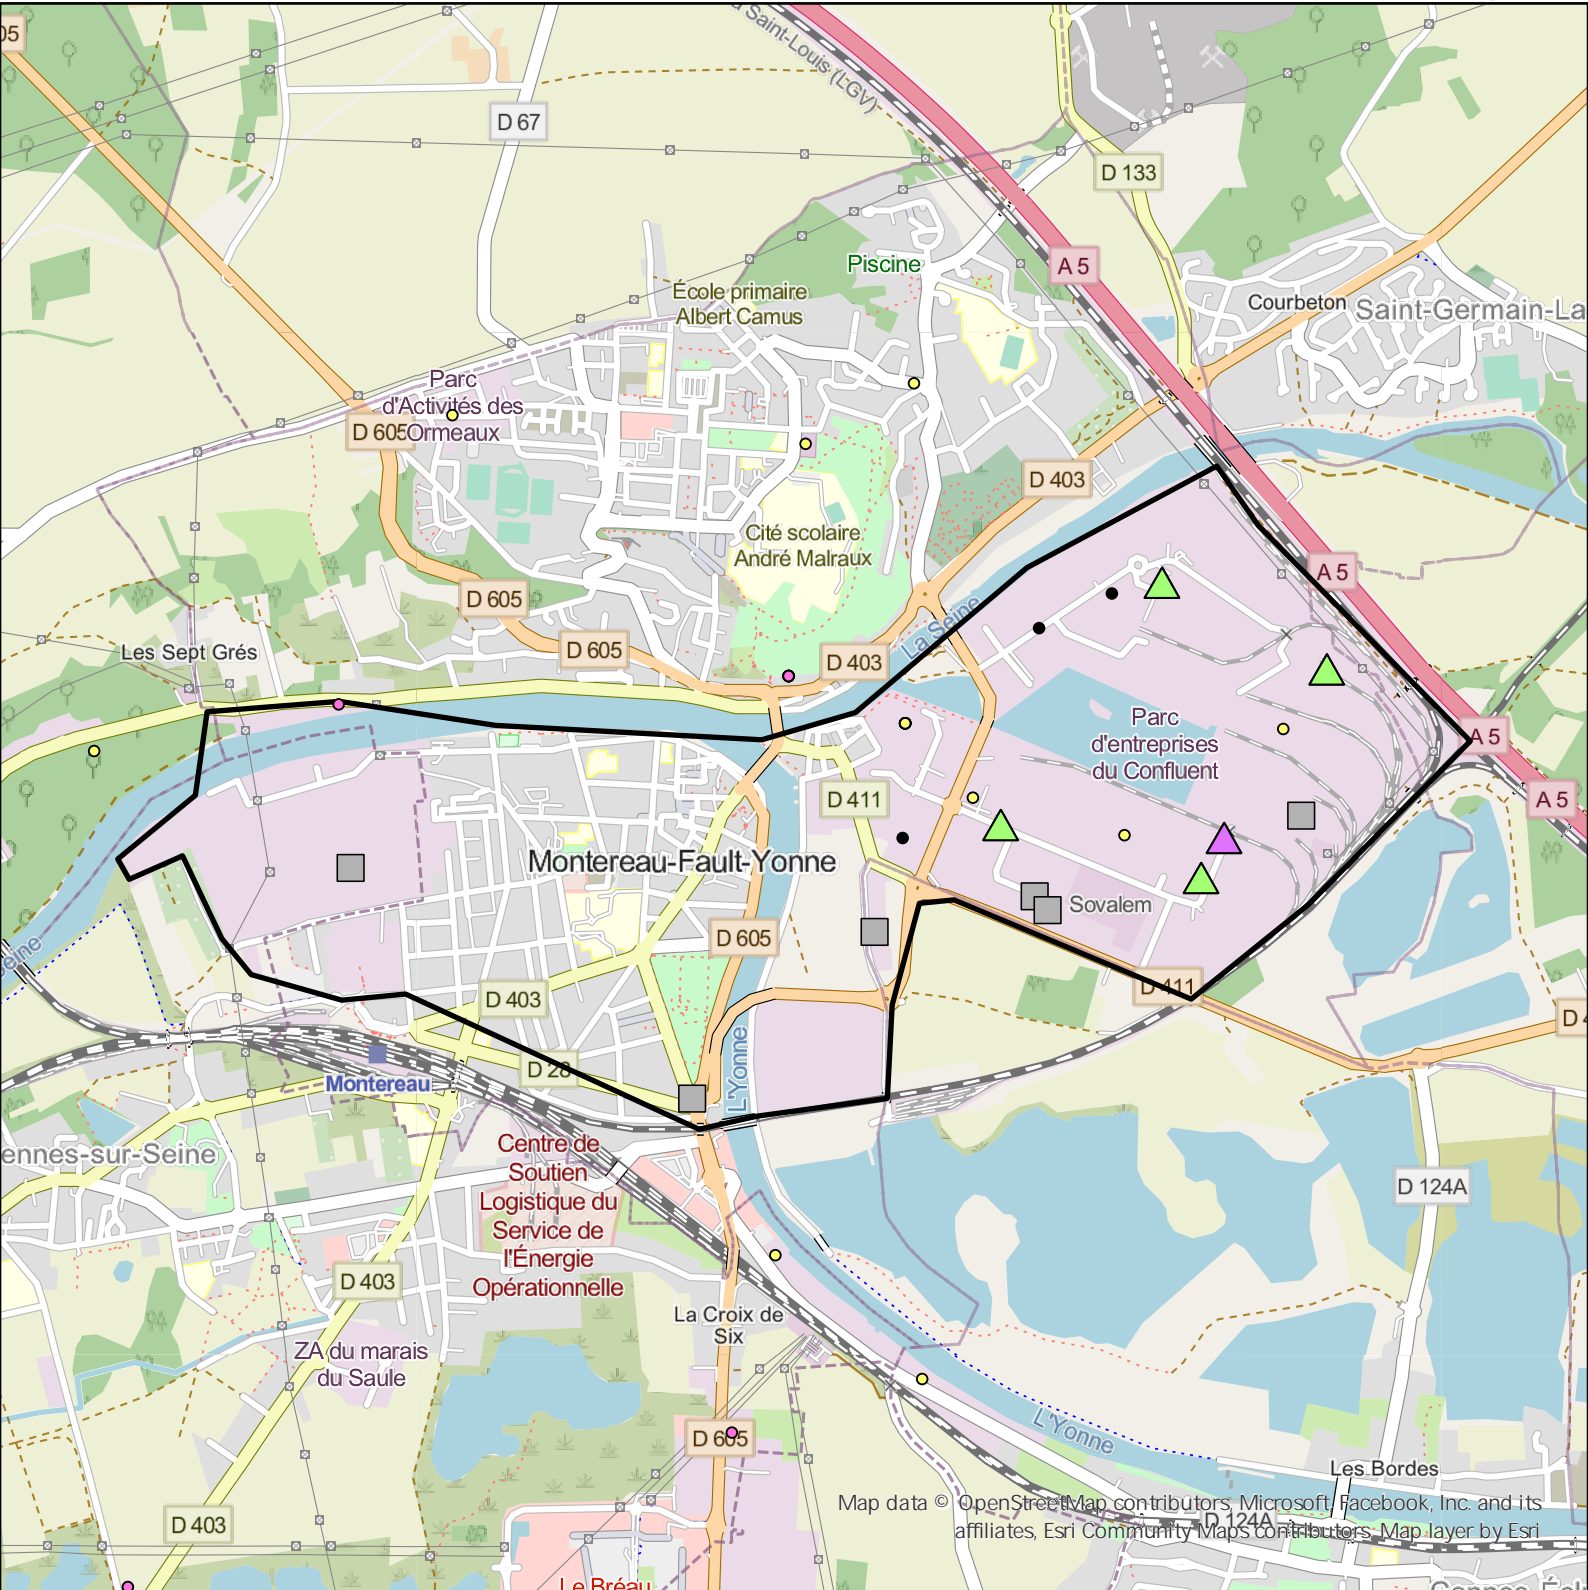 05
Saint-Louis (LGV)
D 67
D 133
Piscine
A 5
École primaire
Albert Camus
Courbeton
Saint-Germain-La
Parc
d'Activités des
Ormeaux
D 605
D 403
Cité scolaire
André Malraux
A 5
D 605
La Seine
D 605
Les Sept Grés
D 403
Parc
d'entreprises
du Confluent
A 5
D 411
A 5
Montereau-Fault-Yonne
Sovalem
D 605
eine
D 411
D 403
D 4
D 28
L'Yonne
Montereau
ennes-sur-Seine
Centre de
Soutien
Logistique du
Service de
l'Énergie
Opérationnelle
D 124A
D 403
La Croix de
Six
ZA du marais
du Saule
L'Yonne
D 605
Les Bordes
Map data © OpenStreetMap contributors, Microsoft, Facebook, Inc. and its
affiliates, Esri Community Maps contributors, Map layer by Esri
D 124A
D 403
Le Bréau